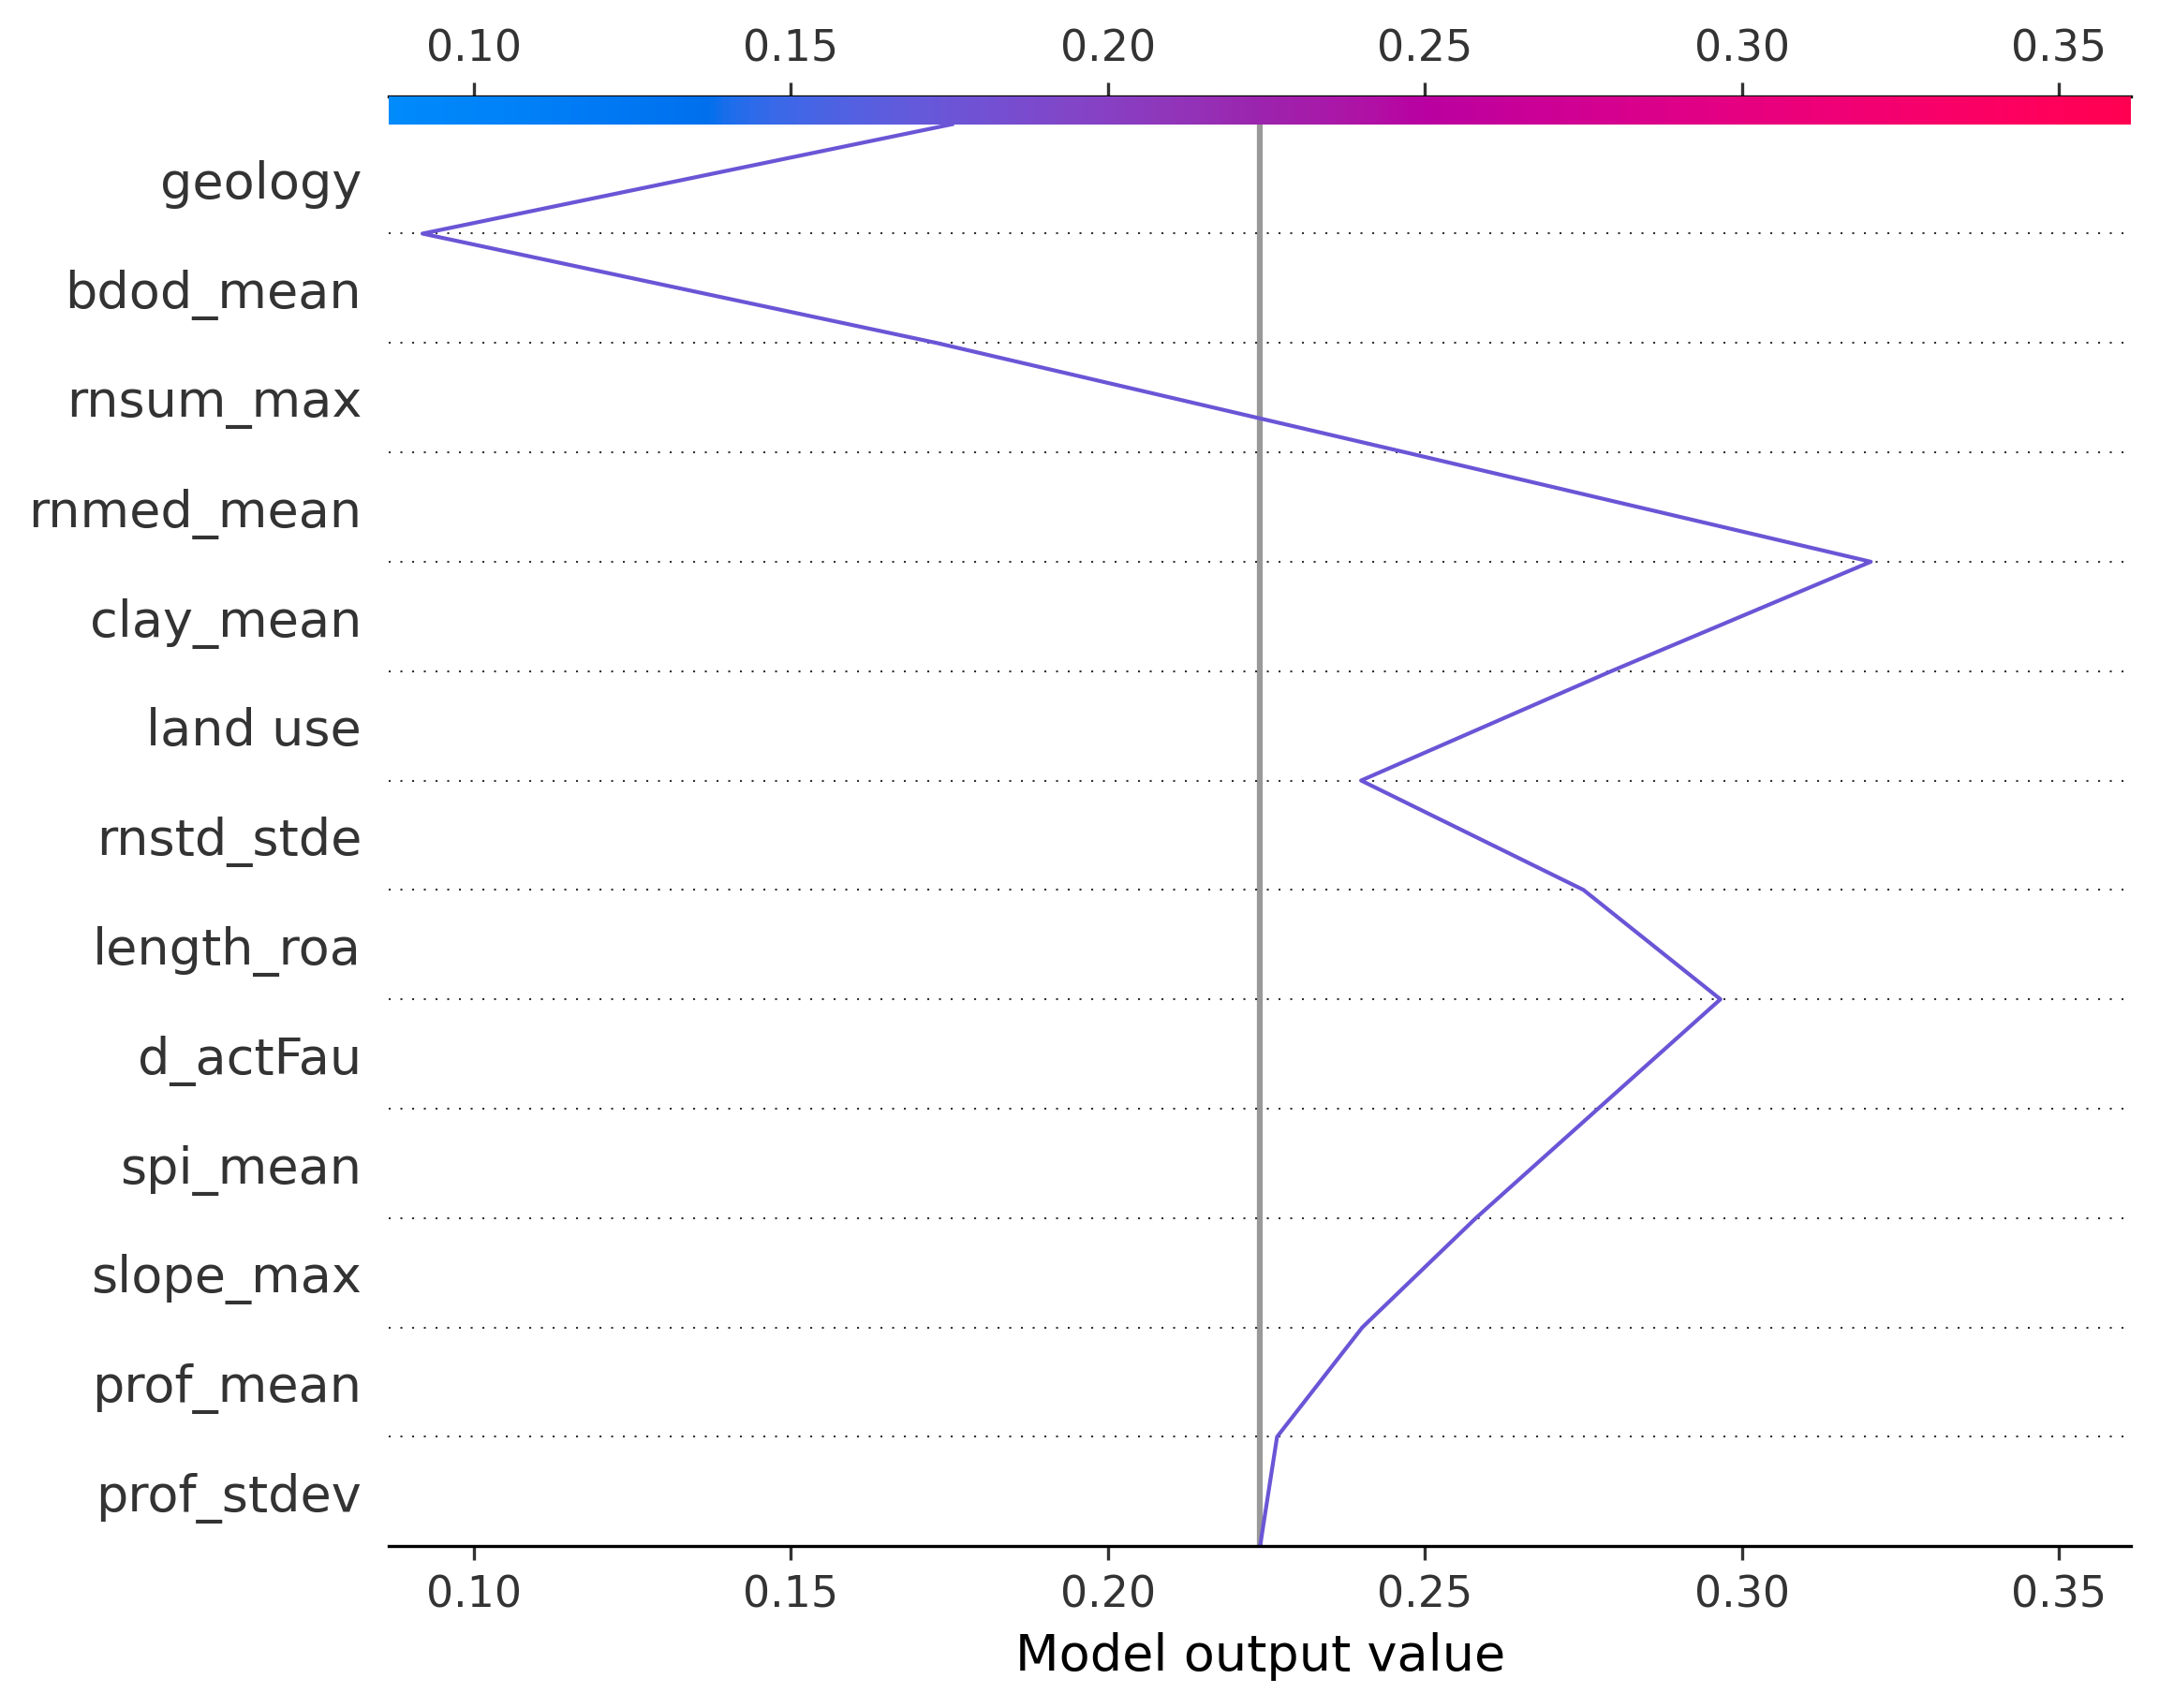 0.10 0.15 0.20 0.25 0.30 0.35
geology
bdod_mean
rnsum_max
rnmed_mean
clay_mean
land use
rnstd_stde
length_roa
d_actFau
spi_mean
slope_max
prof_mean
prof_stdev
0.10 0.15 0.20 0.25 0.30 0.35
Model output value